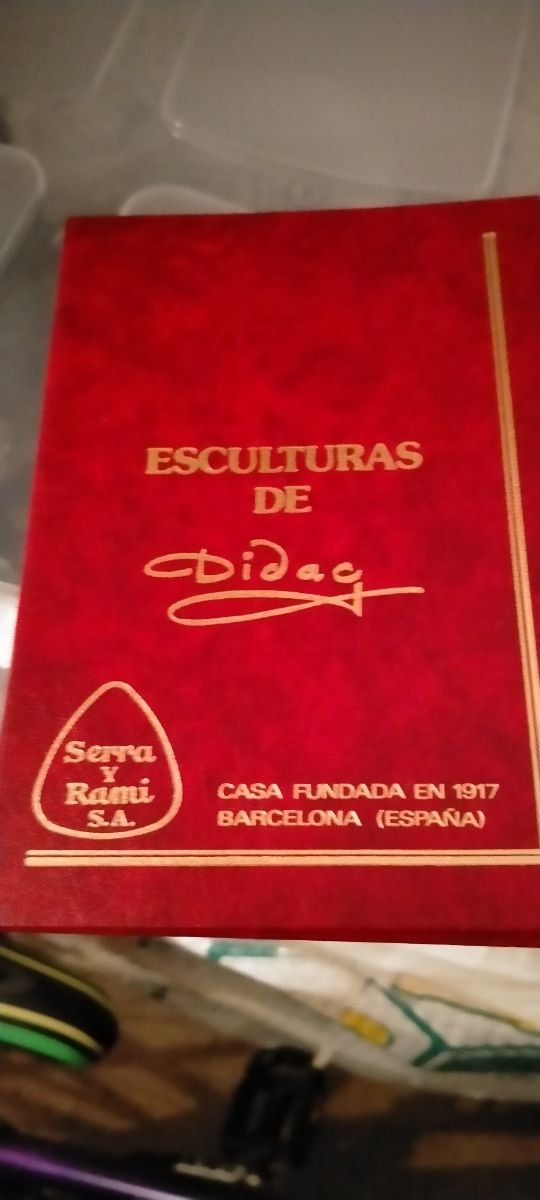 ESCULTURAS
DE
Didac
Serra
Y
Rami
S.A.
CASA FUNDADA EN 1917
BARCELONA (ESPAÑA)